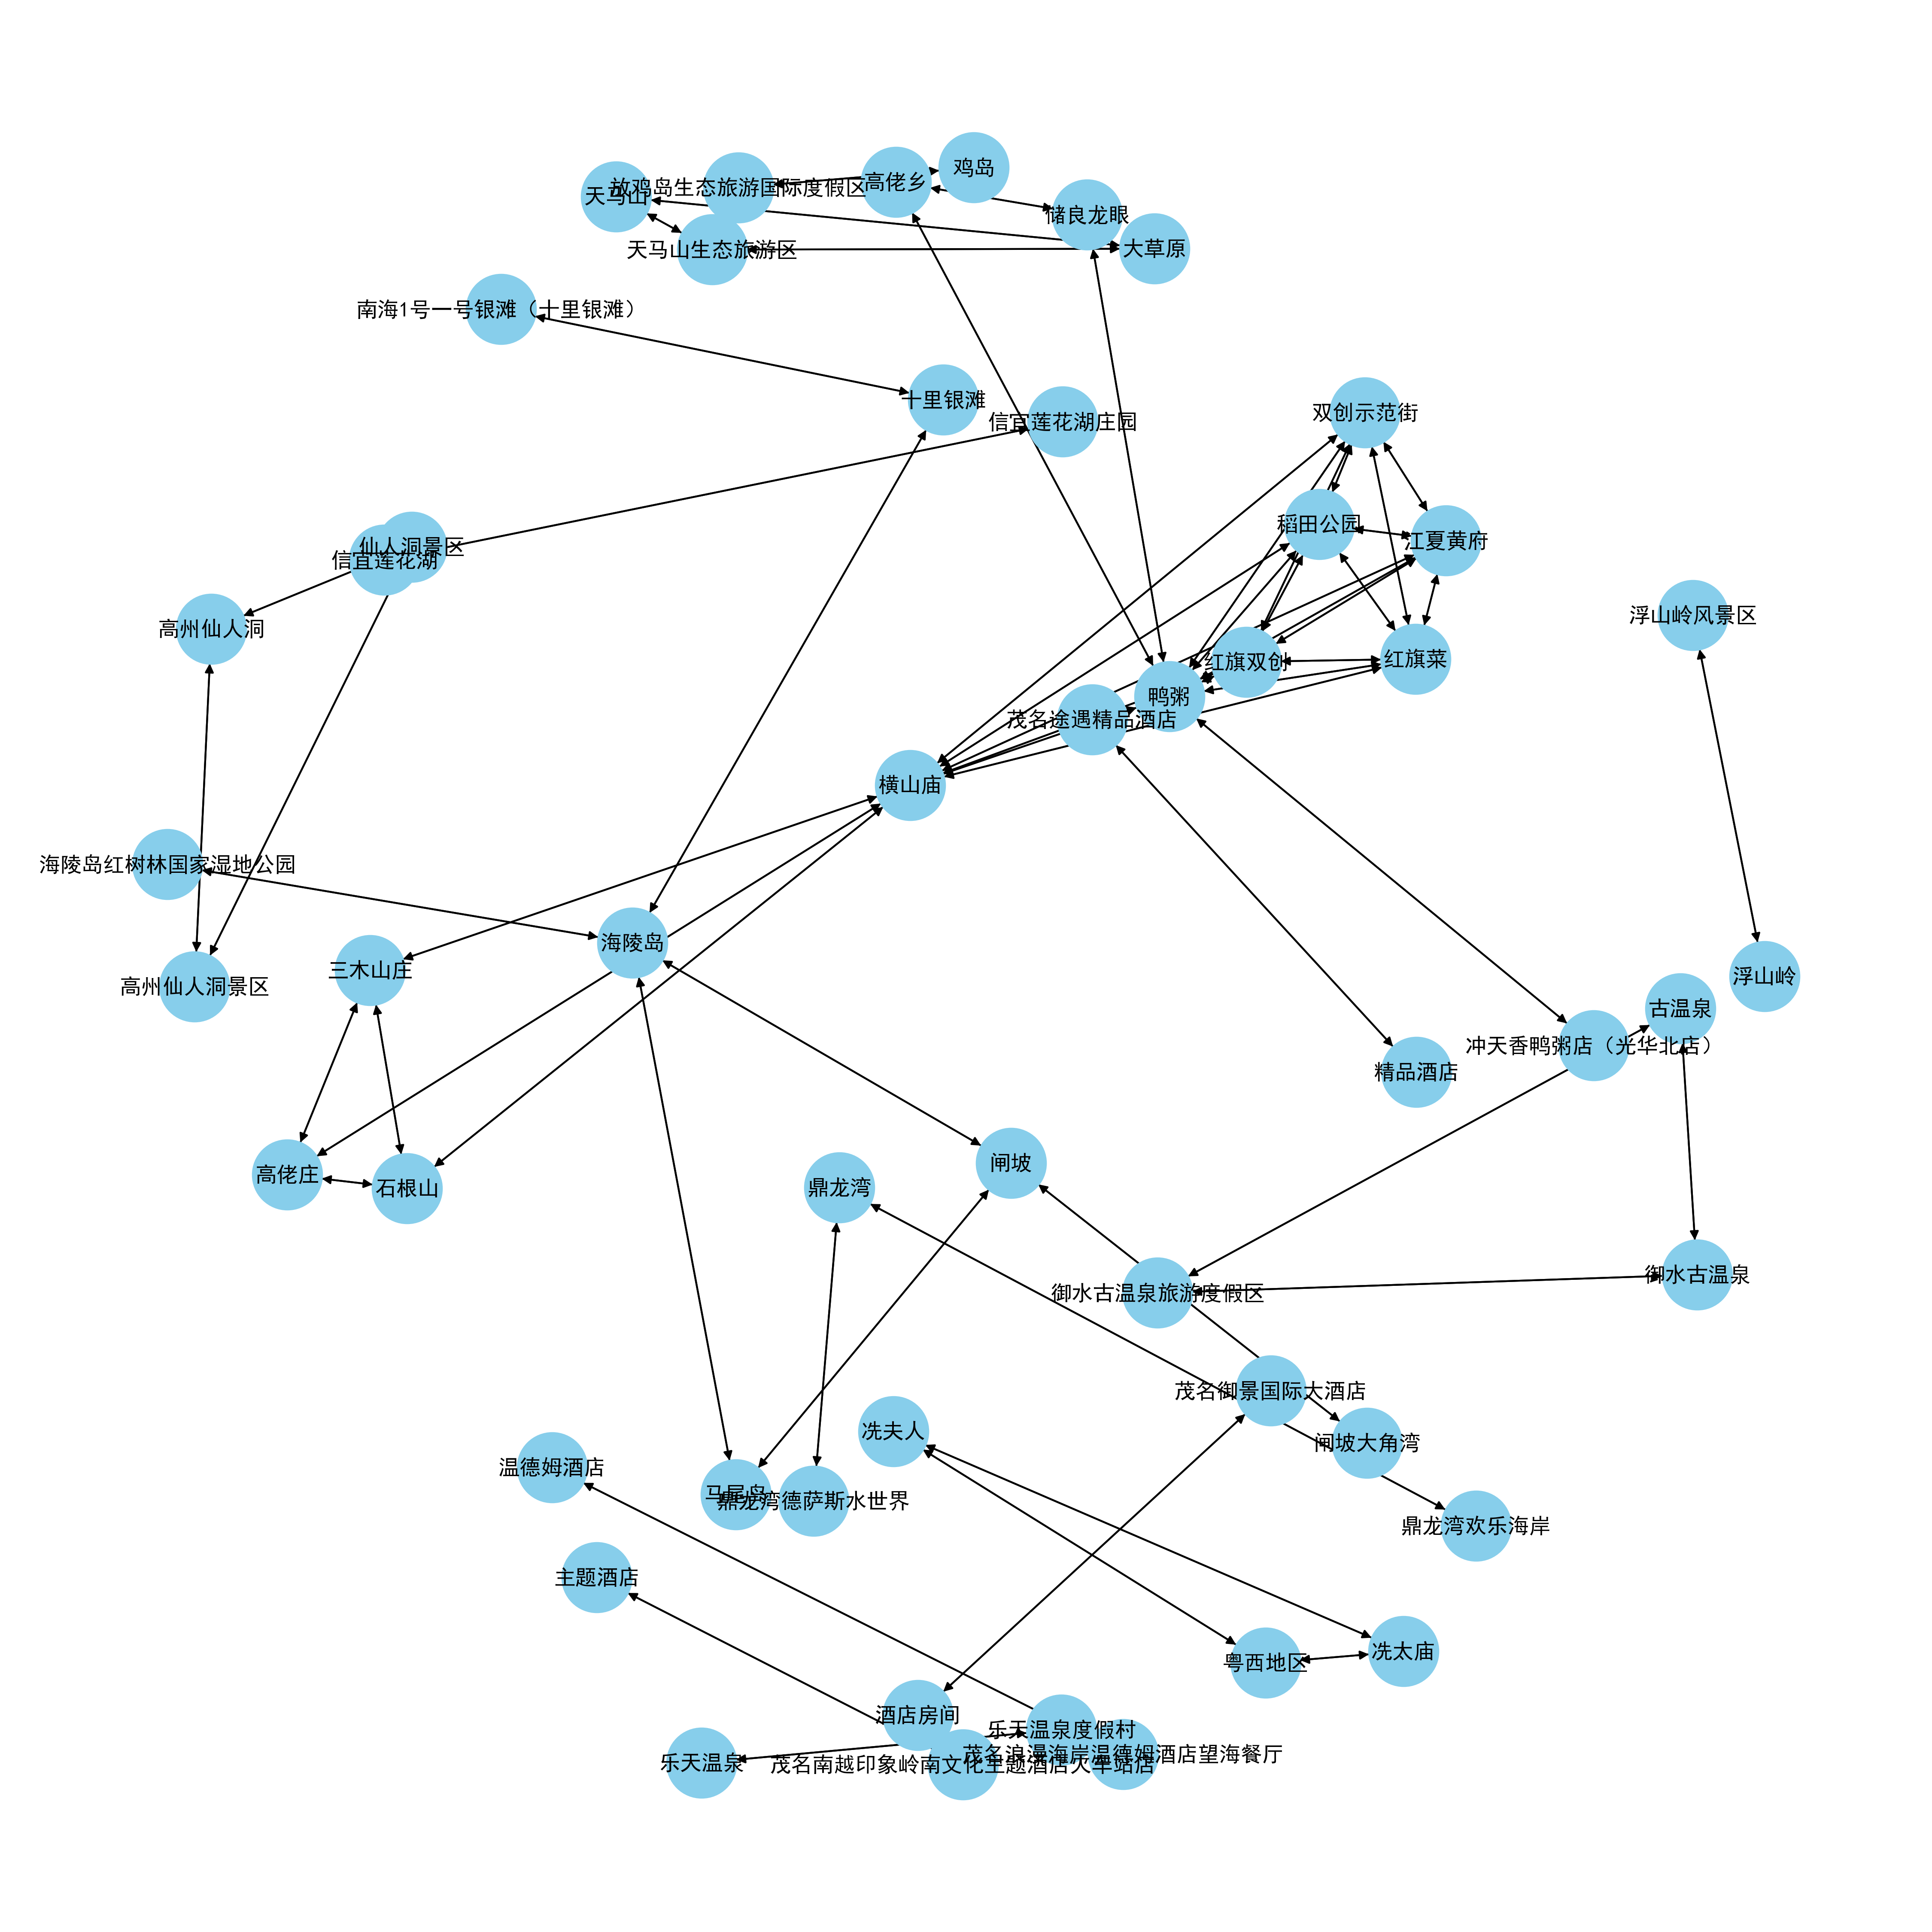 鸡岛
高佬乡
放鸡岛生态旅游国际度假区
天马山
储良龙眼
天马山生态旅游区
大草原
南海1号一号银滩（十里银滩）
十里银滩
双创示范街
信宜莲花湖庄园
稻田公园
江夏黄府
仙人洞景区
信宜莲花湖
浮山岭风景区
高州仙人洞
红旗双创
红旗菜
鸭粥
茂名途遇精品酒店
横山庙
海陵岛红树林国家湿地公园
海陵岛
三木山庄
浮山岭
高州仙人洞景区
古温泉
冲天香鸭粥店（光华北店）
精品酒店
闸坡
高佬庄
鼎龙湾
石根山
御水古温泉
御水古温泉旅游度假区
茂名御景国际大酒店
冼夫人
闸坡大角湾
温德姆酒店
马尾岛
鼎龙湾德萨斯水世界
鼎龙湾欢乐海岸
主题酒店
冼太庙
粤西地区
酒店房间
乐天温泉度假村
茂名浪漫海岸温德姆酒店望海餐厅
乐天温泉
茂名南越印象岭南文化主题酒店火车站店